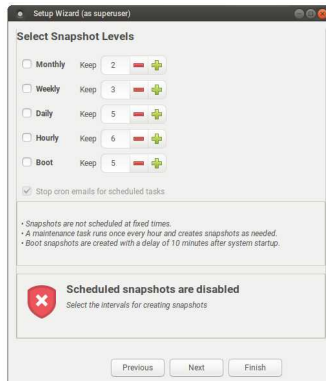 Setup Wizard (as superuser)
Select Snapshot Levels
Monthly Keep 2
Weekly Keep 3
Daily Keep 5
Hourly Keep 6
Boot Keep 5
Stop cron emails for scheduled tasks
• Snapshots are not scheduled at fixed times.
• A maintenance task runs once every hour and creates snapshots as needed.
• Boot snapshots are created with a delay of 10 minutes after system startup.
Scheduled snapshots are disabled
Select the intervals for creating snapshots
Previous Next Finish